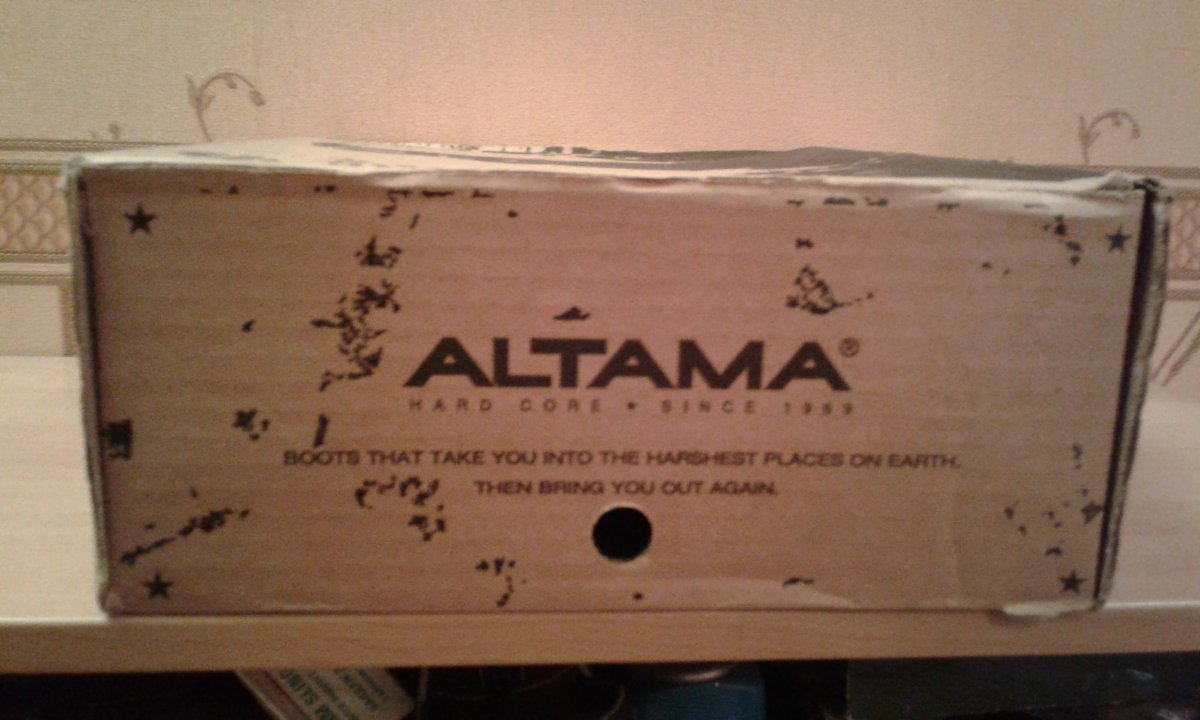 ALTAMA®
HARD CORE ★ SINCE 1969
BOOTS THAT TAKE YOU INTO THE HARSHEST PLACES ON EARTH.
THEN BRING YOU OUT AGAIN.